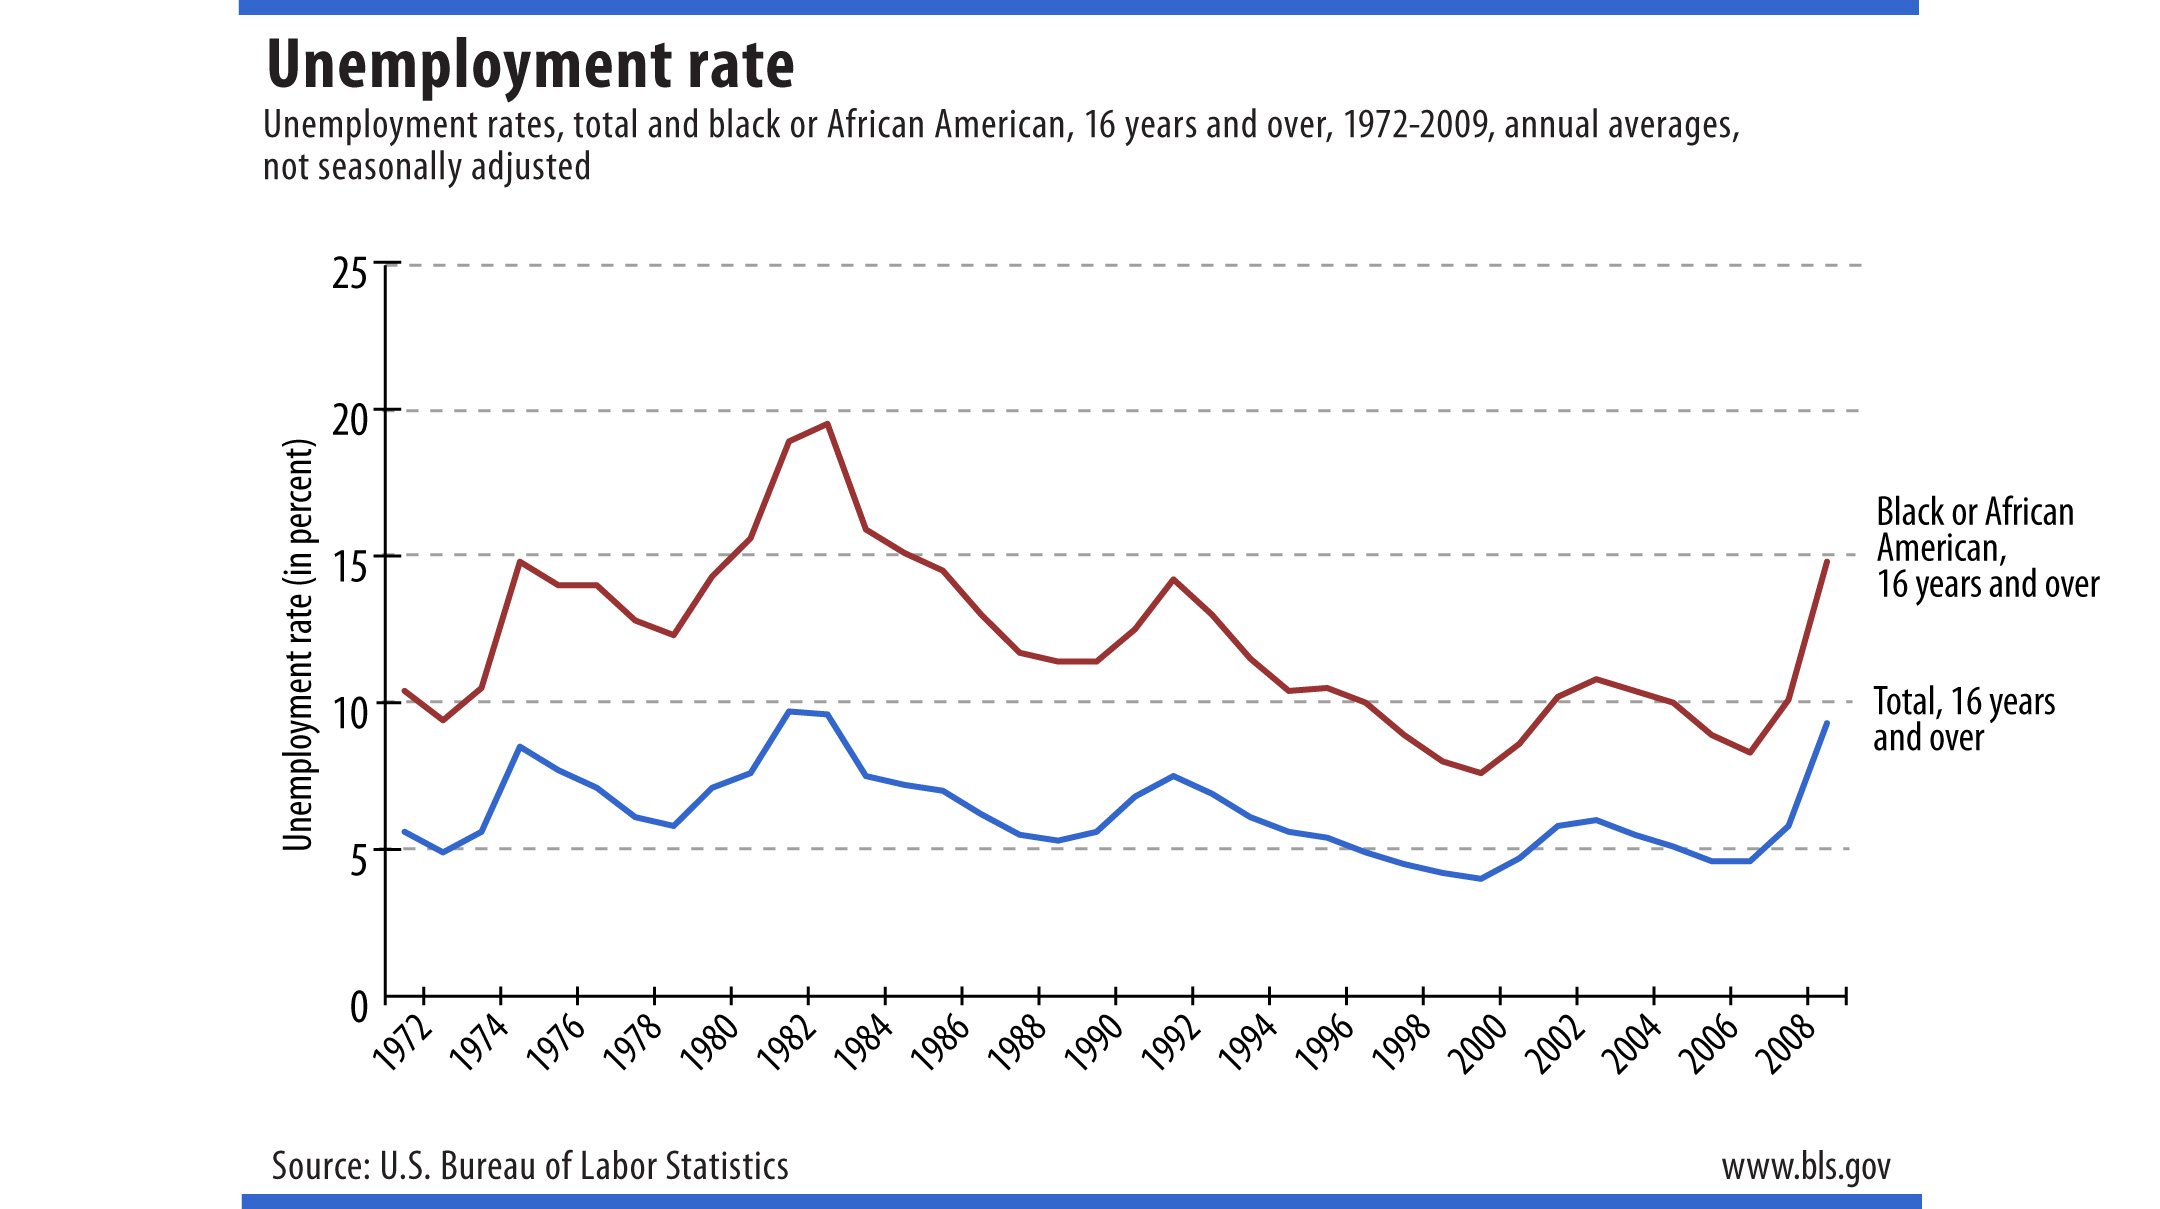 Unemployment rate
Unemployment rates, total and black or African American, 16 years and over, 1972-2009, annual averages,
not seasonally adjusted
Unemployment rate (in percent)
25
20
15
10
5
0
Black or African
American,
16 years and over
Total, 16 years
and over
1972
1974
1976
1978
1980
1982
1984
1986
1988
1990
1992
1994
1996
1998
2000
2002
2004
2006
2008
Source: U.S. Bureau of Labor Statistics
www.bls.gov